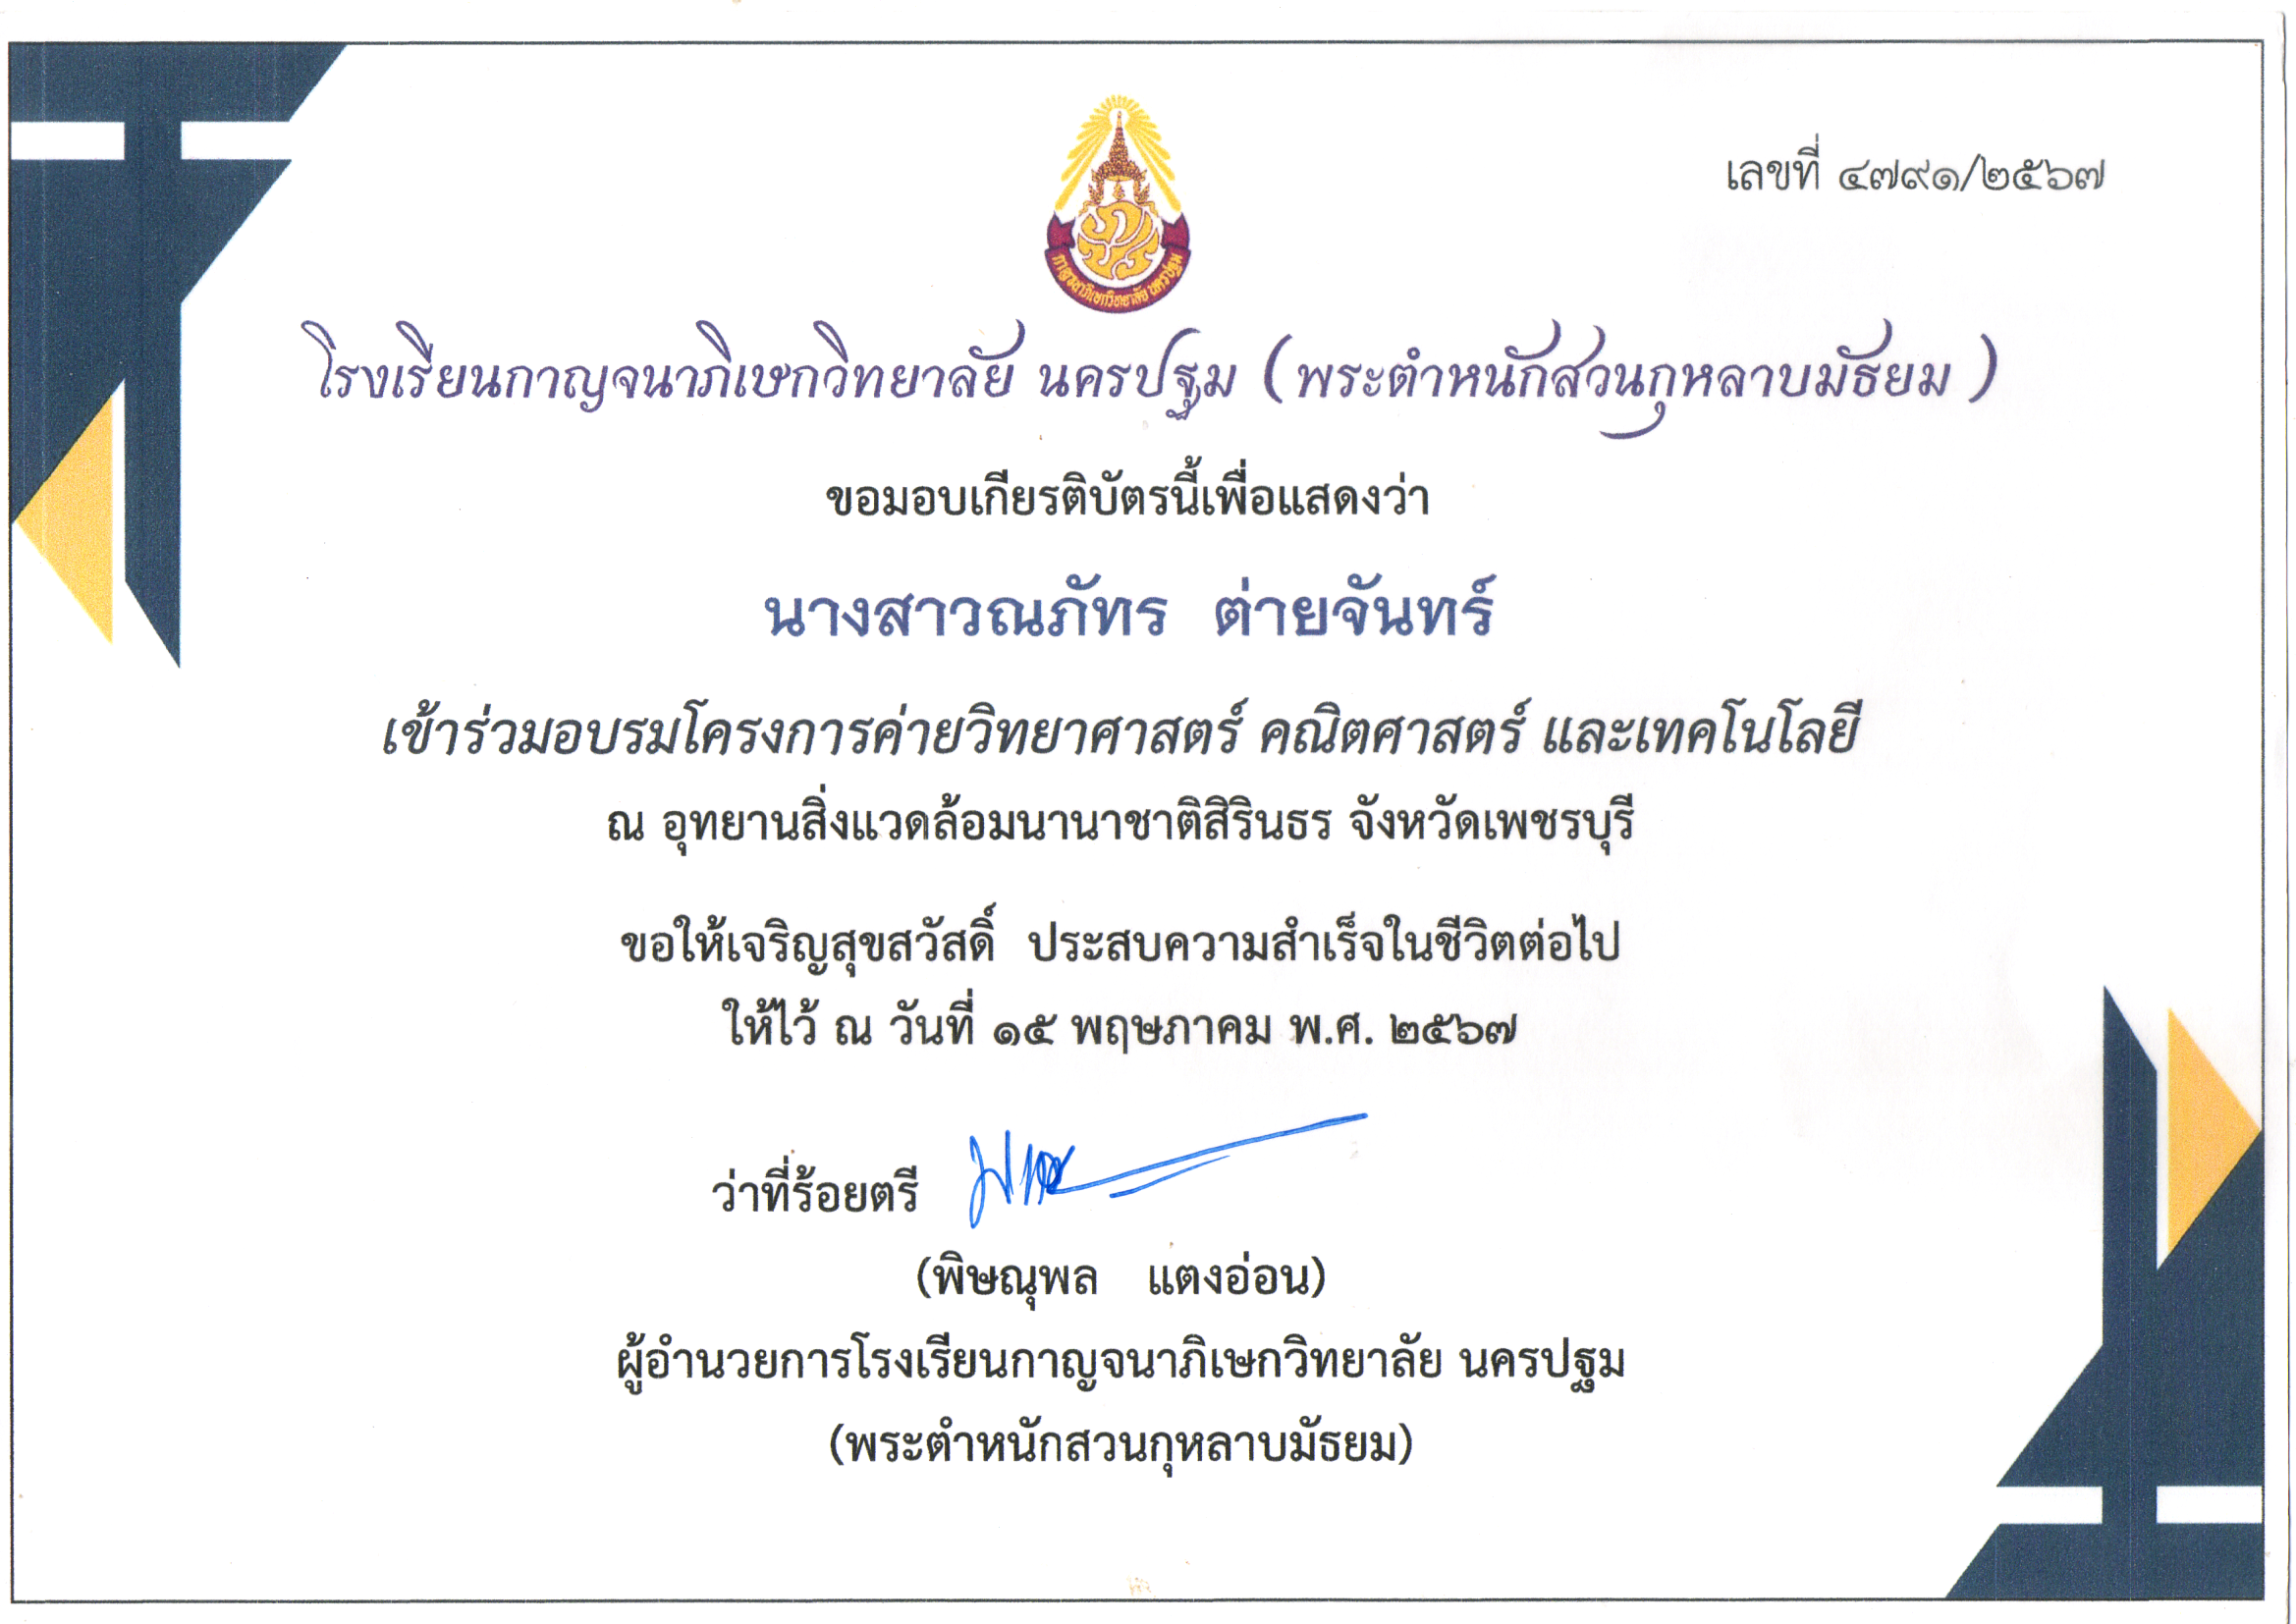 เลขที่ ๔๗๙๑/๒๕๖๗
กาญจนาภิเษกวิทยาลัย นครปฐม
โรงเรียนกาญจนาภิเษกวิทยาลัย นครปฐม (พระตำหนักสวนกุหลาบมัธยม )
ขอมอบเกียรติบัตรนี้เพื่อแสดงว่า
นางสาวณภัทร ต่ายจันทร์
เข้าร่วมอบรมโครงการค่ายวิทยาศาสตร์ คณิตศาสตร์ และเทคโนโลยี
ณ อุทยานสิ่งแวดล้อมนานาชาติสิรินธร จังหวัดเพชรบุรี
ขอให้เจริญสุขสวัสดิ์ ประสบความสำเร็จในชีวิตต่อไป
ให้ไว้ ณ วันที่ ๑๕ พฤษภาคม พ.ศ. ๒๕๖๗
ว่าที่ร้อยตรี
(พิษณุพล แตงอ่อน)
ผู้อำนวยการโรงเรียนกาญจนาภิเษกวิทยาลัย นครปฐม
(พระตำหนักสวนกุหลาบมัธยม)